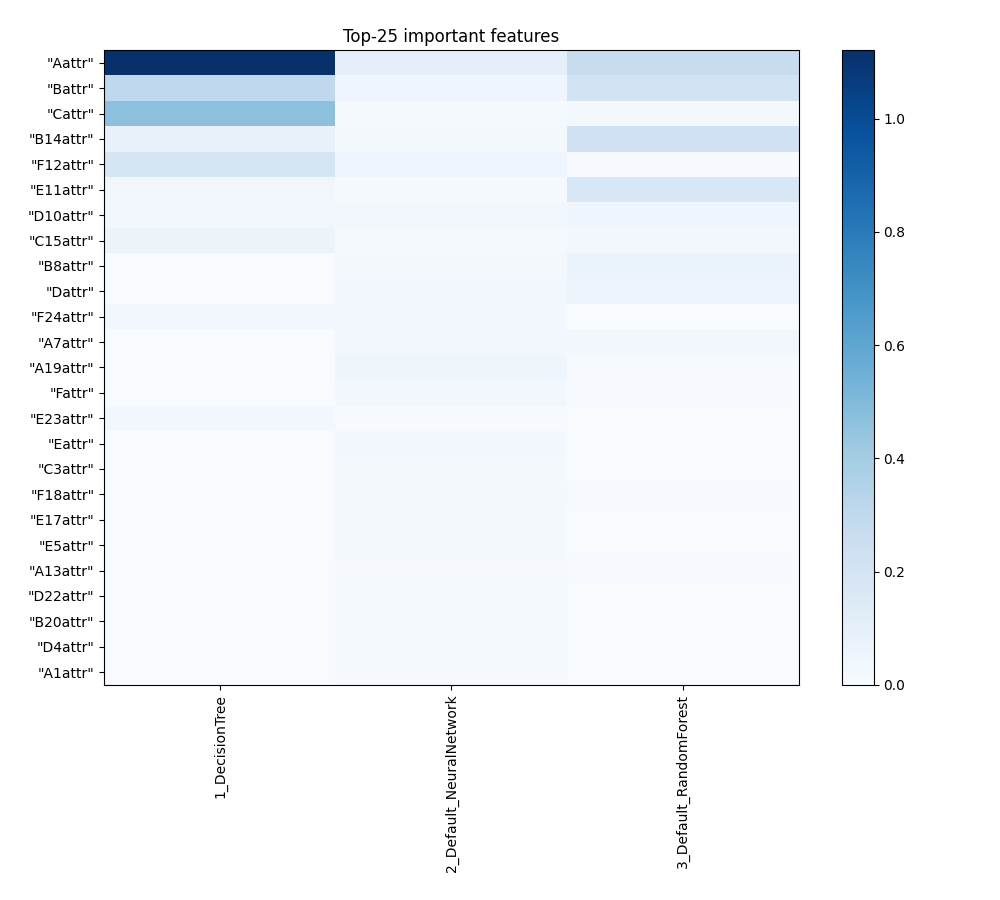 Top-25 important features
"Aattr"
"Battr"
"Cattr"
"B14attr"
"F12attr"
"E11attr"
"D10attr"
"C15attr"
"B8attr"
"Dattr"
"F24attr"
"A7attr"
"A19attr"
"Fattr"
"E23attr"
"Eattr"
"C3attr"
"F18attr"
"E17attr"
"E5attr"
"A13attr"
"D22attr"
"B20attr"
"D4attr"
"A1attr"
1_DecisionTree
2_Default_NeuralNetwork
3_Default_RandomForest
1.0
0.8
0.6
0.4
0.2
0.0